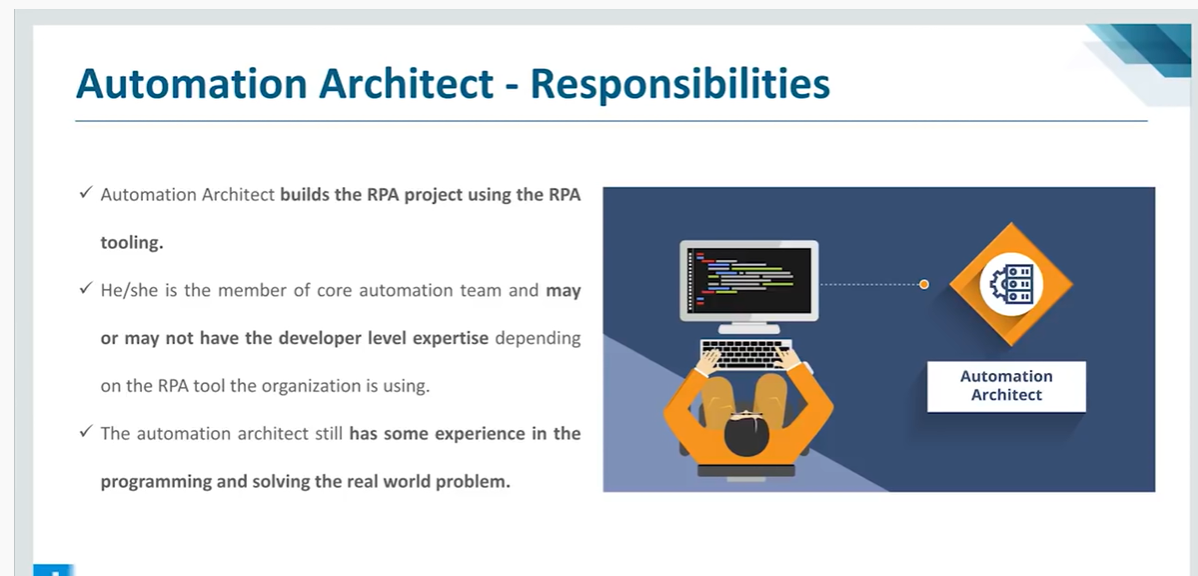 Automation Architect - Responsibilities
✓ Automation Architect builds the RPA project using the RPA
tooling.
✓ He/she is the member of core automation team and may
or may not have the developer level expertise depending
on the RPA tool the organization is using.
✓ The automation architect still has some experience in the
programming and solving the real world problem.
Automation
Architect